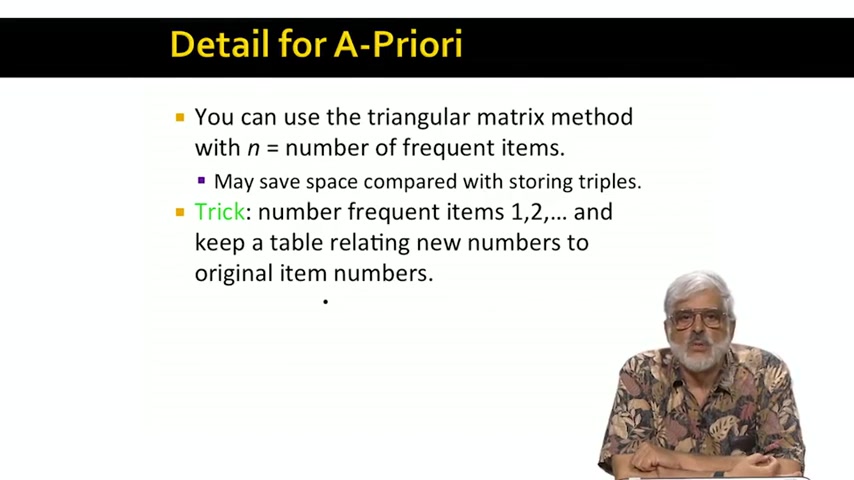 Detail for A-Priori
You can use the triangular matrix method
with n = number of frequent items.
May save space compared with storing triples.
Trick: number frequent items 1,2,... and
keep a table relating new numbers to
original item numbers.